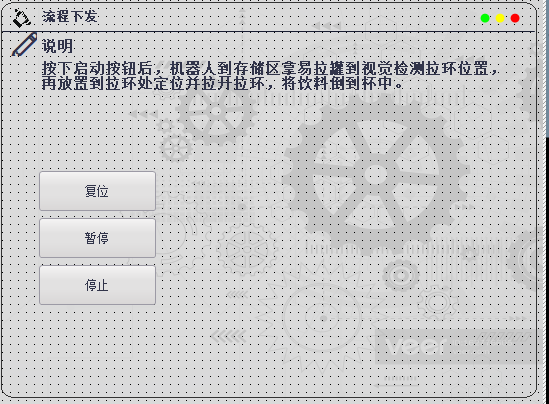 流程下发
说明
按下启动按钮后，机器人到存储区拿易拉罐到视觉检测拉环位置，
再放置到拉环处定位并拉开拉环，将饮料倒到杯中。
复位
暂停
停止
veer